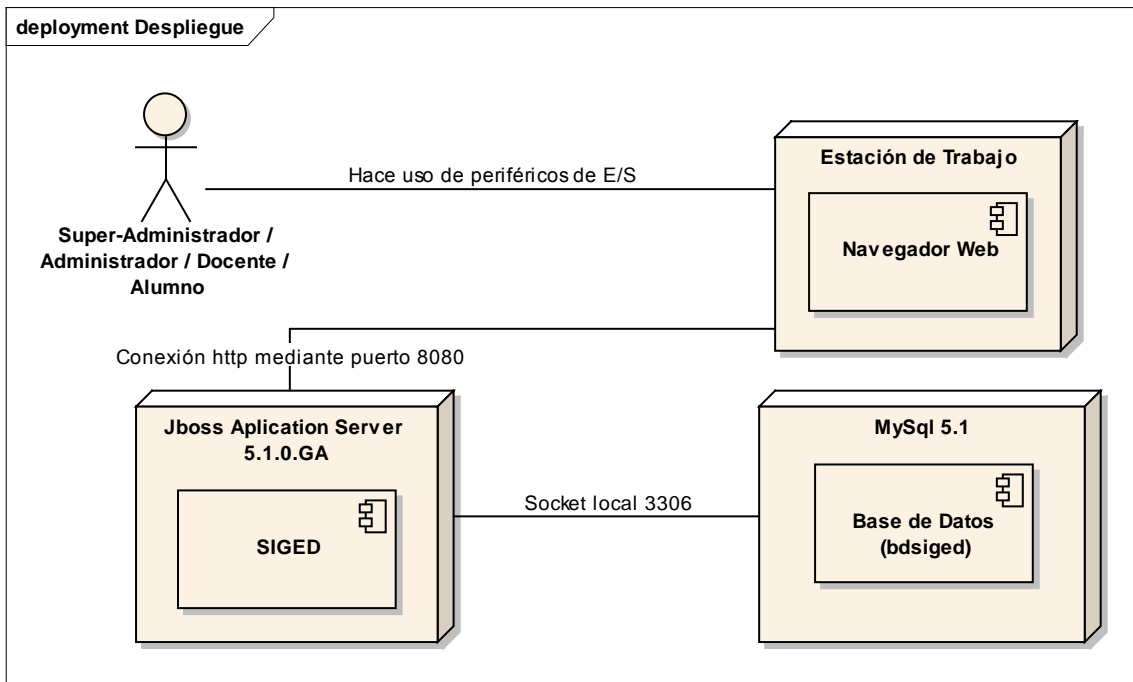 deployment Despliegue
Estación de Trabajo
Navegador Web
Hace uso de periféricos de E/S
Super-Administrador /
Administrador / Docente /
Alumno
Conexión http mediante puerto 8080
Jboss Aplication Server
5.1.0.GA
SIGED
Socket local 3306
MySql 5.1
Base de Datos
(bdsiged)